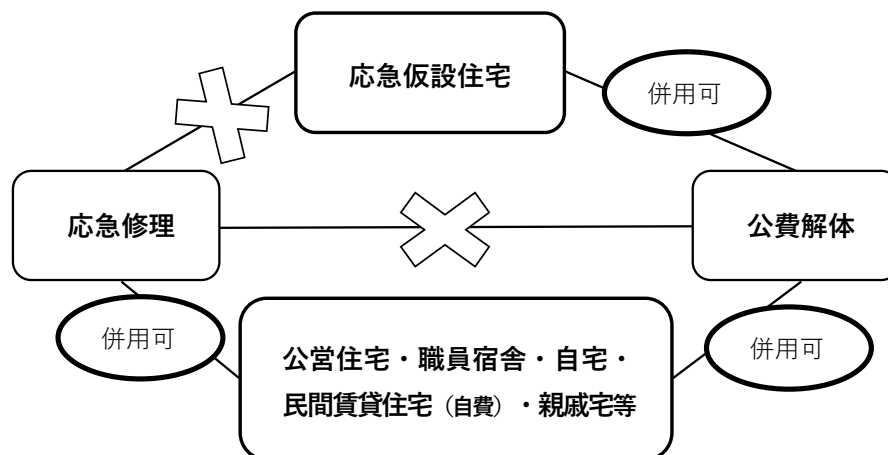 応急仮設住宅
併用可
応急修理
公費解体
併用可
公営住宅・職員宿舎・自宅・
民間賃貸住宅（自費）・親戚宅等
併用可